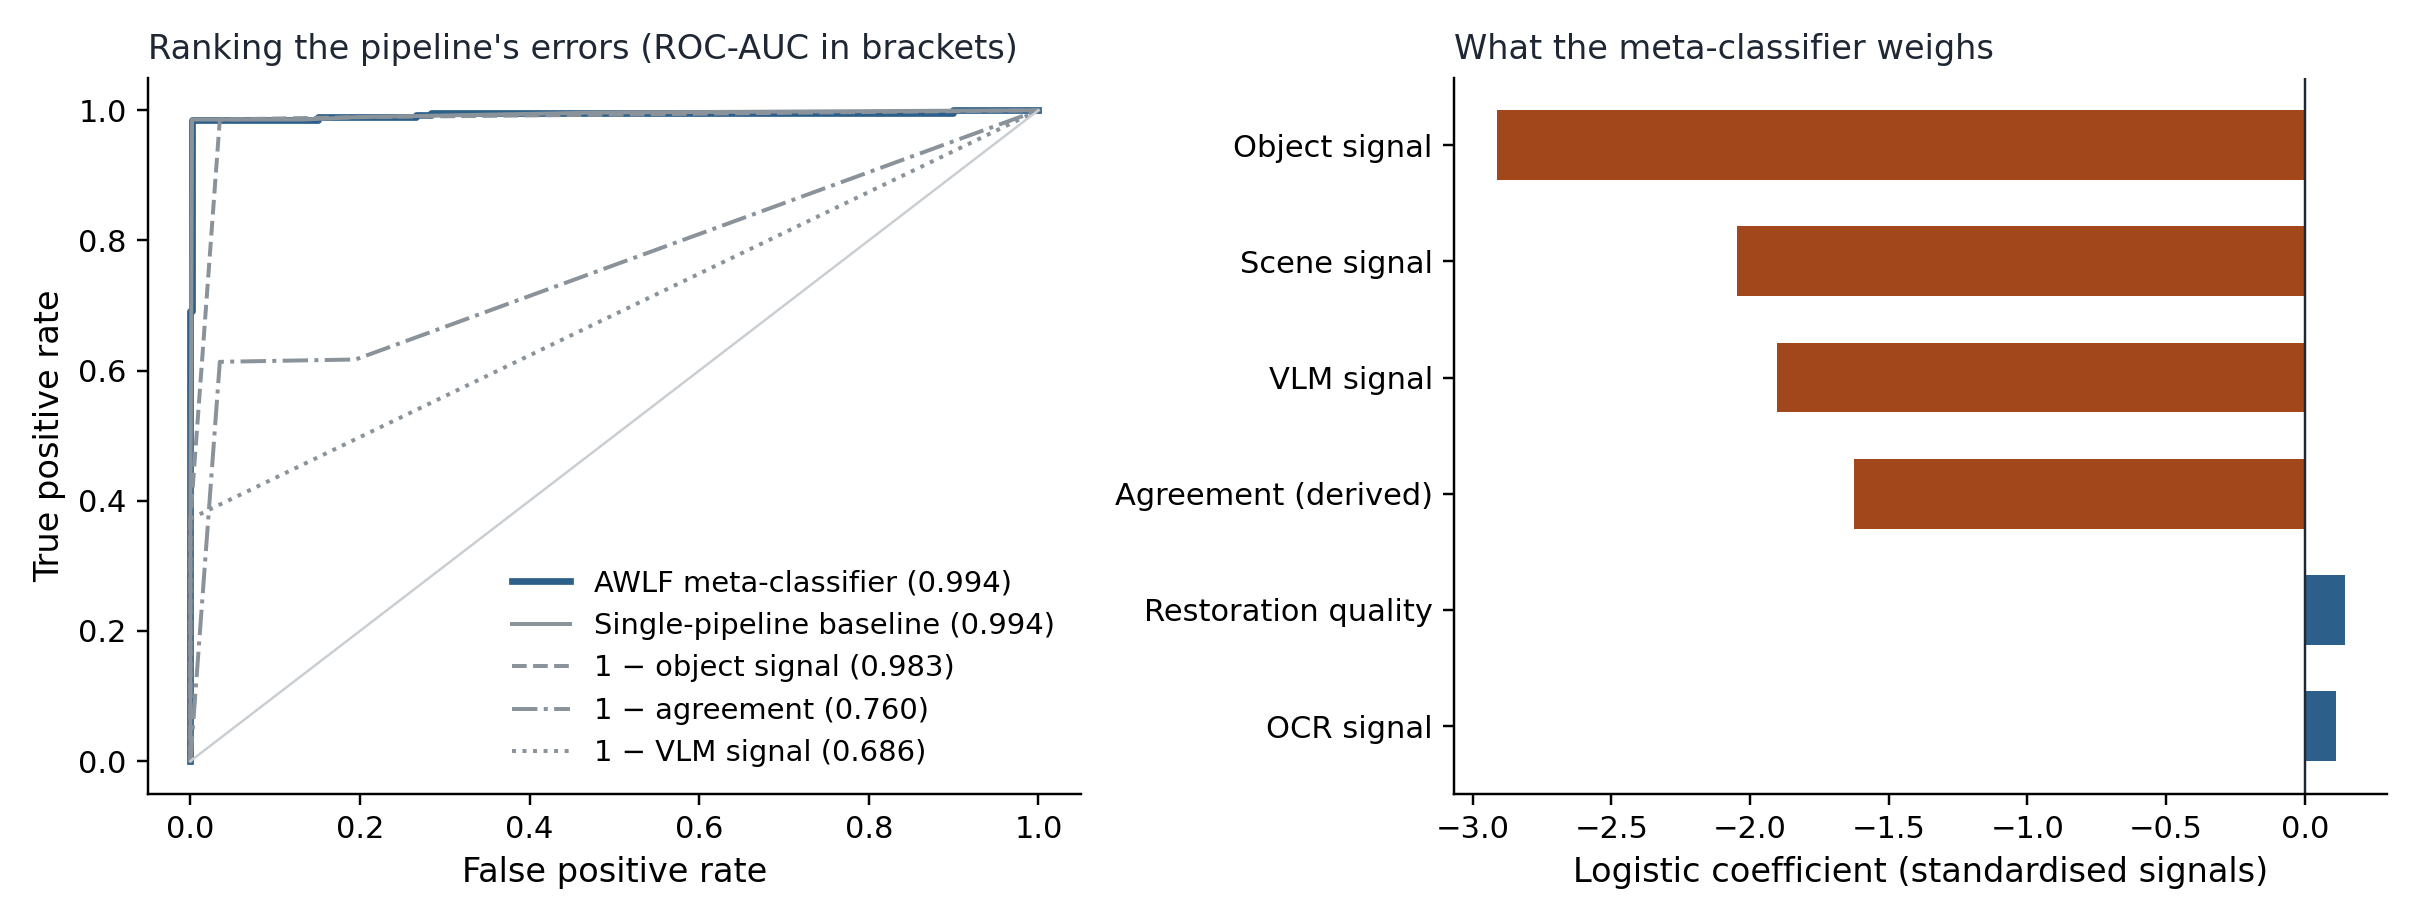 Ranking the pipeline's errors (ROC-AUC in brackets)
True positive rate
1.0
0.8
0.6
0.4
0.2
0.0
0.0 0.2 0.4 0.6 0.8 1.0
False positive rate
AWLF meta-classifier (0.994)
Single-pipeline baseline (0.994)
1 − object signal (0.983)
1 − agreement (0.760)
1 − VLM signal (0.686)
What the meta-classifier weighs
Object signal
Scene signal
VLM signal
Agreement (derived)
Restoration quality
OCR signal
−3.0 −2.5 −2.0 −1.5 −1.0 −0.5 0.0
Logistic coefficient (standardised signals)